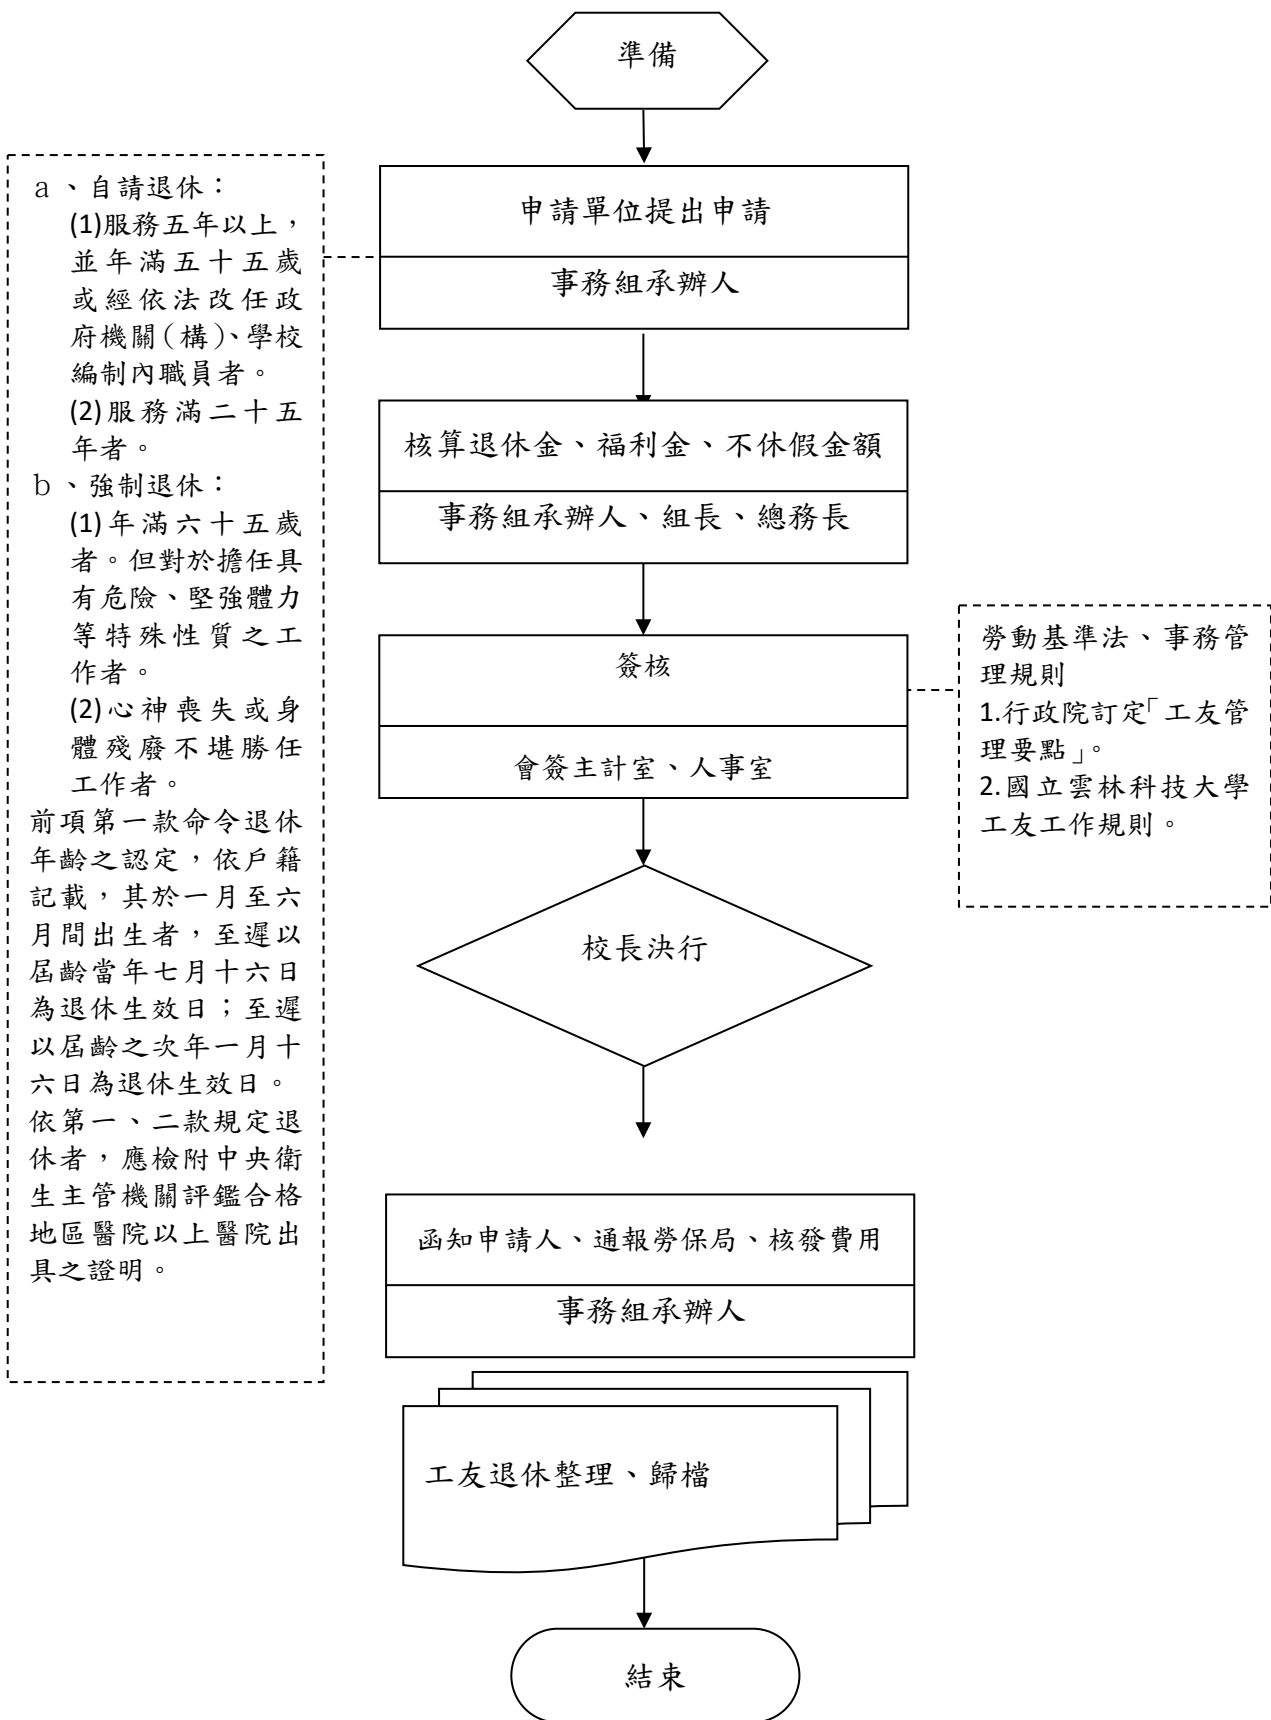 準備
申請單位提出申請
事務組承辦人
ａ、自請退休：
(1)服務五年以上，
並年滿五十五歲
或經依法改任政
府機關（構）、學校
編制內職員者。
(2)服務滿二十五
年者。
ｂ、強制退休：
(1)年滿六十五歲
者。但對於擔任具
有危險、堅強體力
等特殊性質之工
作者。
(2)心神喪失或身
體殘廢不堪勝任
工作者。
前項第一款命令退休
年齡之認定，依戶籍
記載，其於一月至六
月間出生者，至遲以
屆齡當年七月十六日
為退休生效日；至遲
以屆齡之次年一月十
六日為退休生效日。
依第一、二款規定退
休者，應檢附中央衛
生主管機關評鑑合格
地區醫院以上醫院出
具之證明。
核算退休金、福利金、不休假金額
事務組承辦人、組長、總務長
簽核
會簽主計室、人事室
勞動基準法、事務管
理規則
1.行政院訂定「工友管
理要點」。
2.國立雲林科技大學
工友工作規則。
校長決行
函知申請人、通報勞保局、核發費用
事務組承辦人
工友退休整理、歸檔
結束